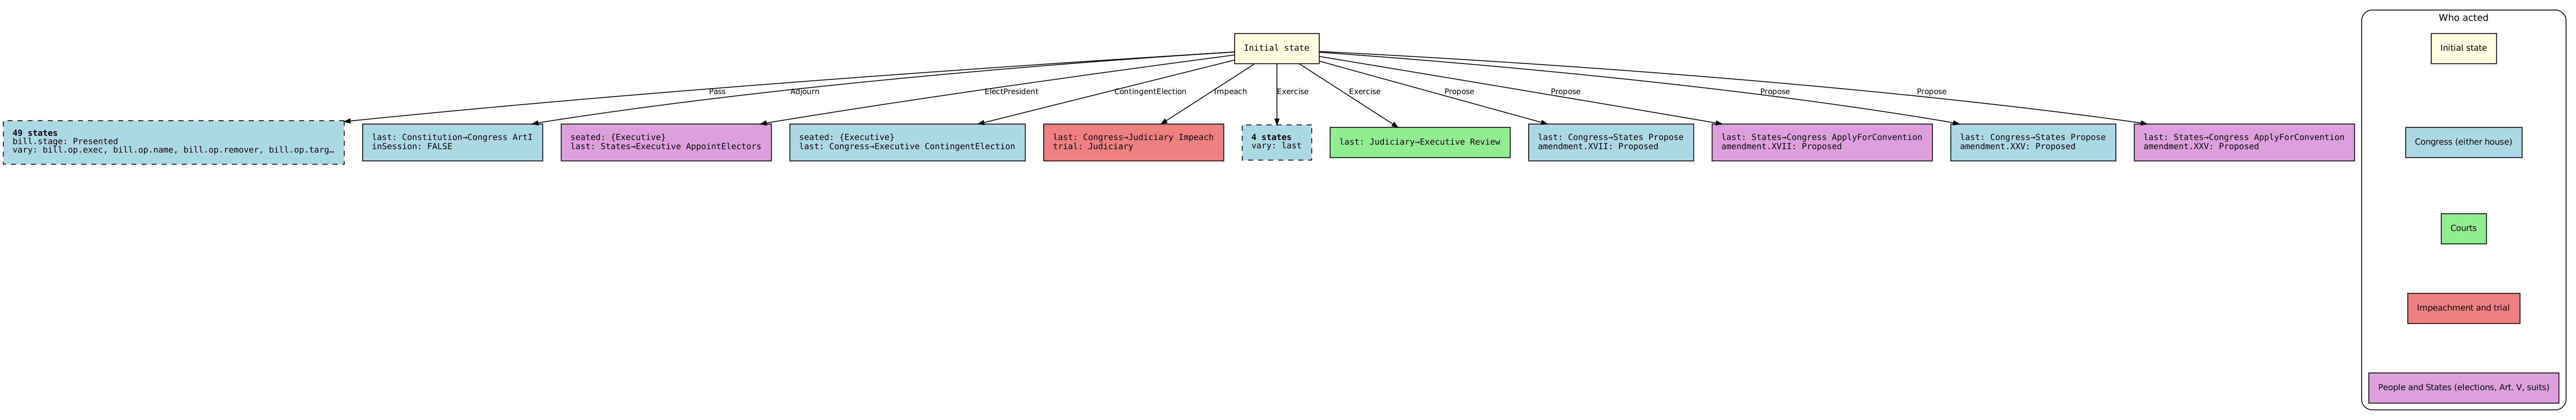 Who acted
Initial state
Initial state
Pass
Adjourn
ElectPresident
ContingentElection
Impeach
Exercise
Exercise
Propose
Propose
Propose
Propose
49 states
bill.stage: Presented
vary: bill.op.exec, bill.op.name, bill.op.remover, bill.op.targ…
last: Constitution→Congress ArtI
inSession: FALSE
seated: {Executive}
last: States→Executive AppointElectors
seated: {Executive}
last: Congress→Executive ContingentElection
last: Congress→Judiciary Impeach
trial: Judiciary
4 states
vary: last
last: Judiciary→Executive Review
last: Congress→States Propose
amendment.XVII: Proposed
last: States→Congress ApplyForConvention
amendment.XVII: Proposed
last: Congress→States Propose
amendment.XXV: Proposed
last: States→Congress ApplyForConvention
amendment.XXV: Proposed
Congress (either house)
Courts
Impeachment and trial
People and States (elections, Art. V, suits)